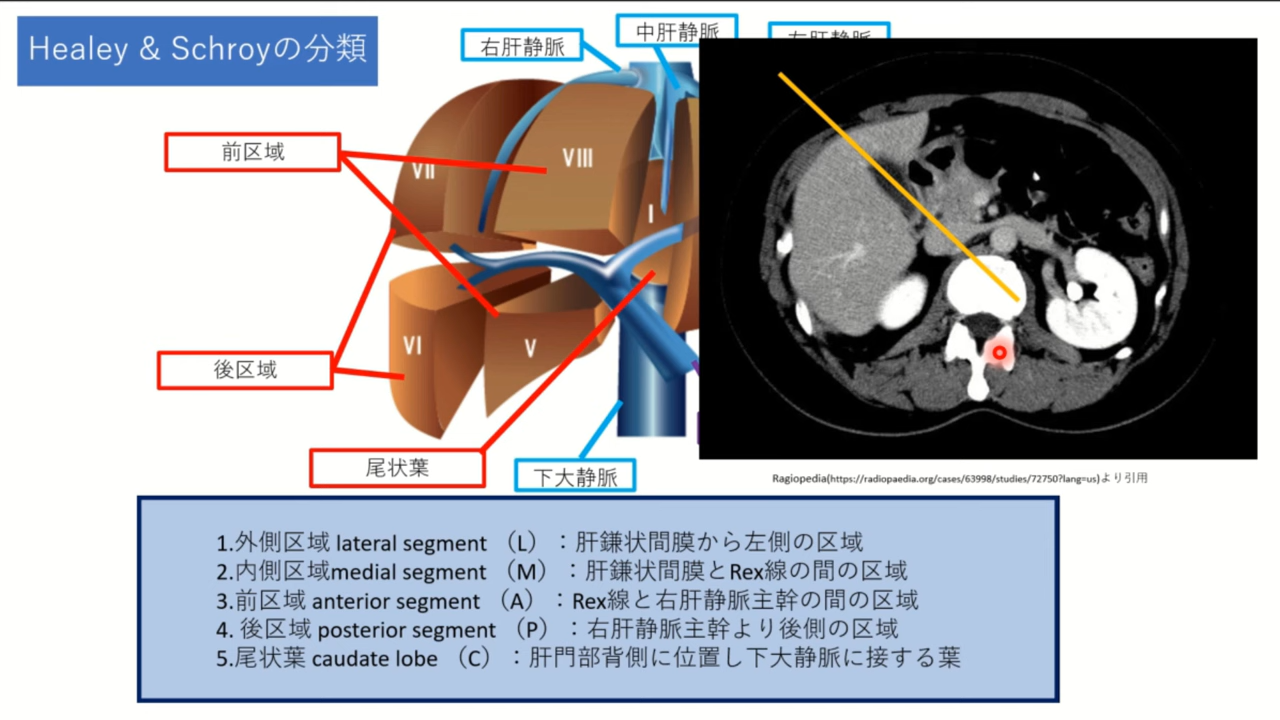 Healey & Schroyの分類
右肝静脈
中肝静脈
前区域
VII
VIII
I
後区域
VI
V
尾状葉
下大静脈
Ragiopedia(https://radiopaedia.org/cases/63998/studies/72750?lang=us)より引用
1.外側区域 lateral segment （L）：肝鎌状間膜から左側の区域
2.内側区域medial segment （M）：肝鎌状間膜とRex線の間の区域
3.前区域 anterior segment （A）：Rex線と右肝静脈主幹の間の区域
4. 後区域 posterior segment （P）：右肝静脈主幹より後側の区域
5.尾状葉 caudate lobe （C）：肝門部背側に位置し下大静脈に接する葉